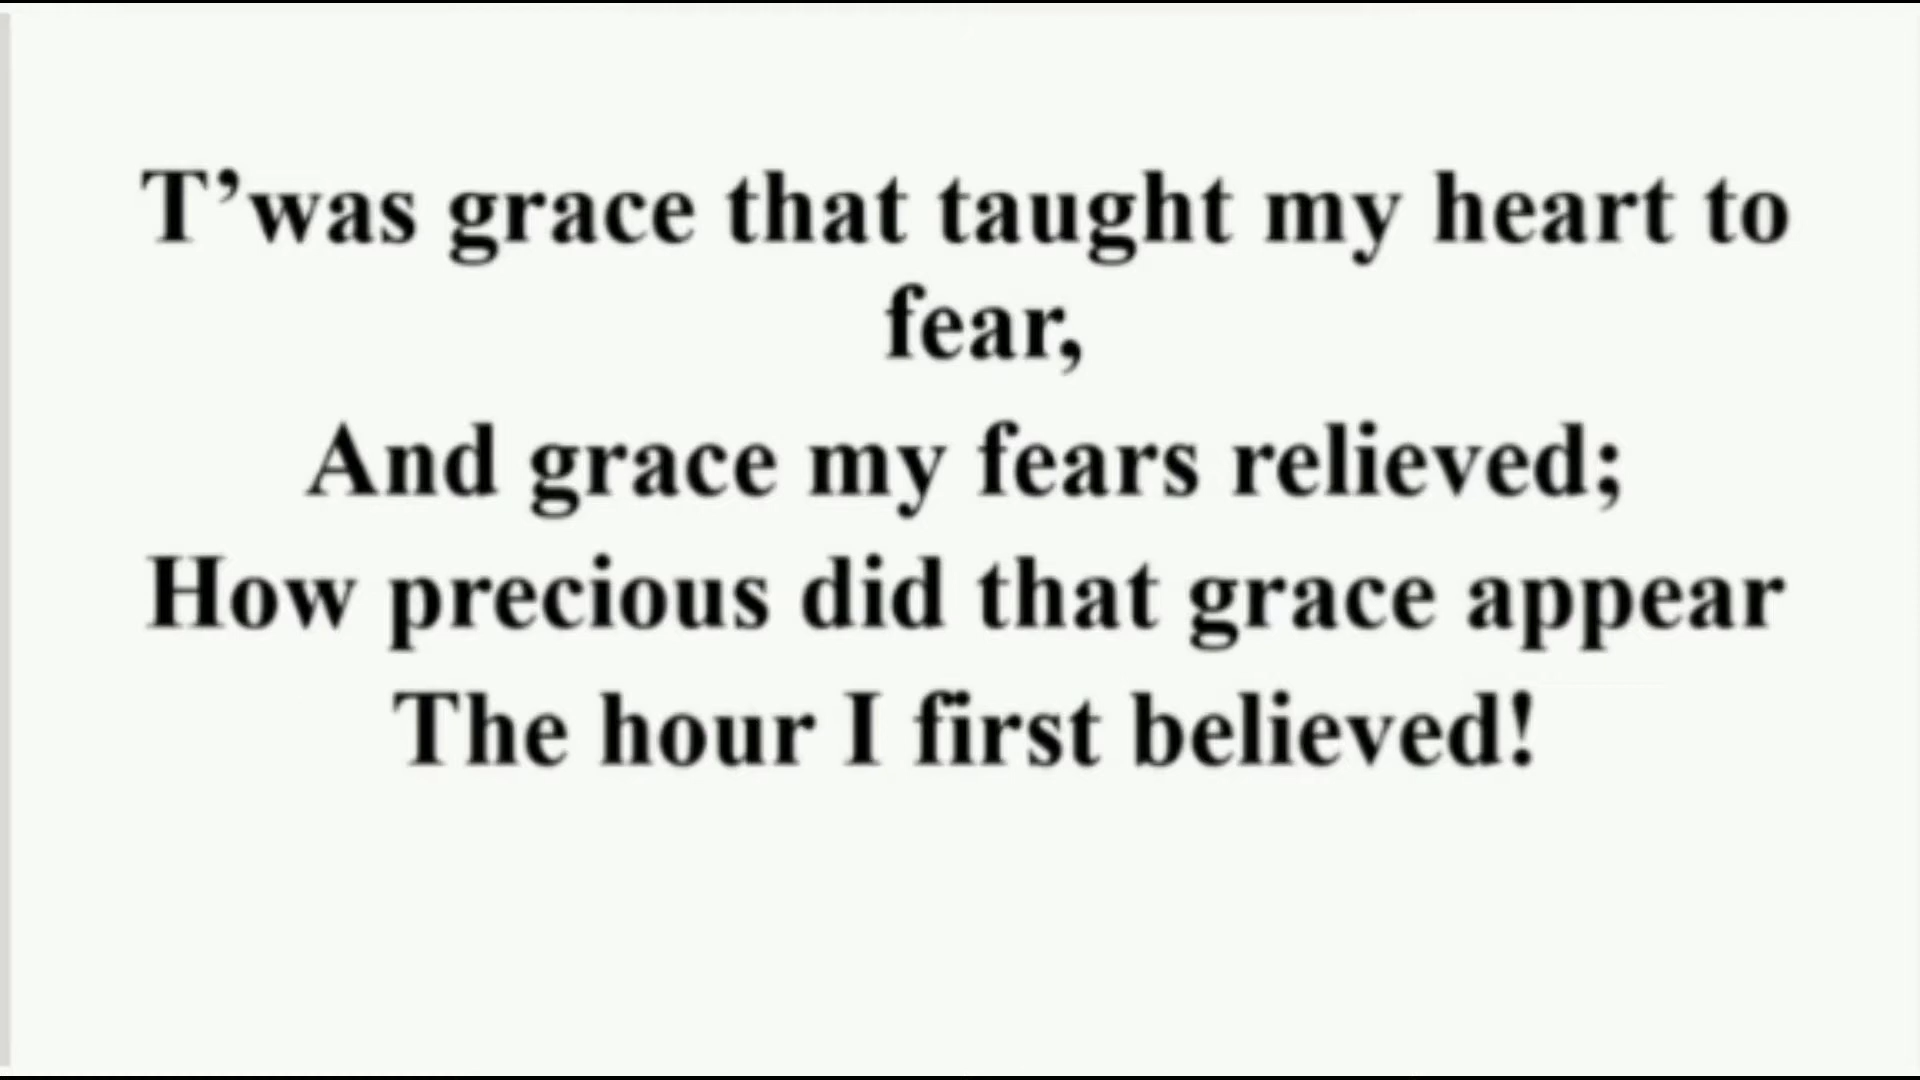 T’was grace that taught my heart to
fear,
And grace my fears relieved;
How precious did that grace appear
The hour I first believed!